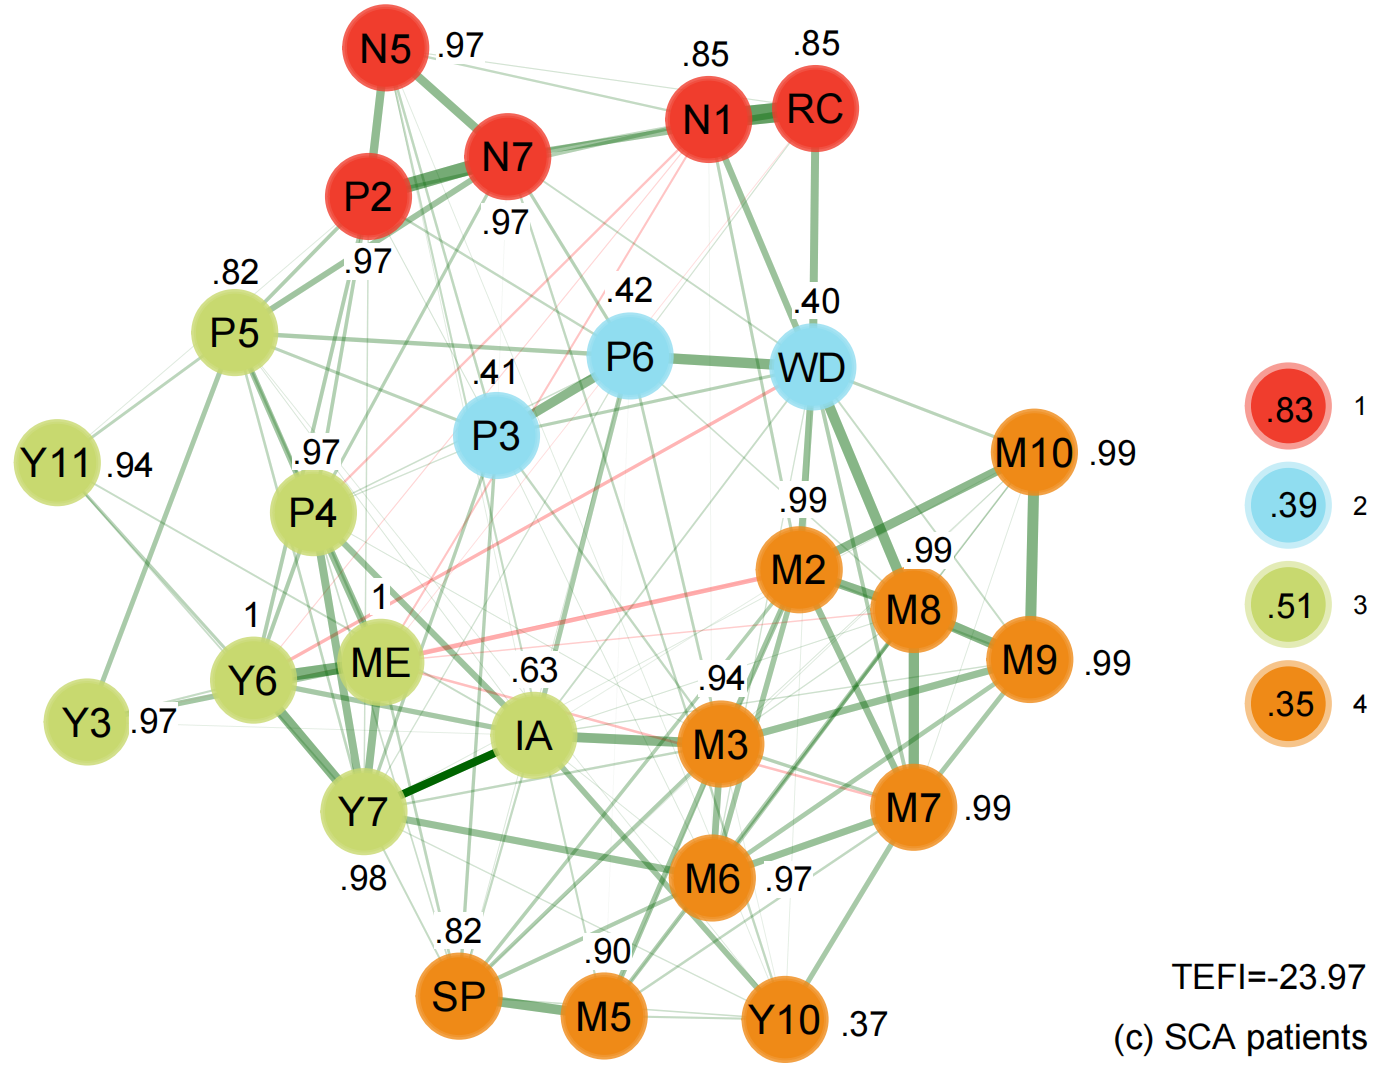 N5 .97
.85
.85
N1
RC
N7
P2
.97
.97
.82
P5
.42
P6
.40
WD
.41
P3
Y11 .94
.97
P4
M10 .99
.99
M2
.99
M8
1
Y6
1
ME
M9 .99
Y3 .97
.63
IA
.94
M3
Y7
.98
M7 .99
M6 .97
.82
SP
.90
M5
Y10 .37
.83 1
.39 2
.51 3
.35 4
TEFI=-23.97
(c) SCA patients